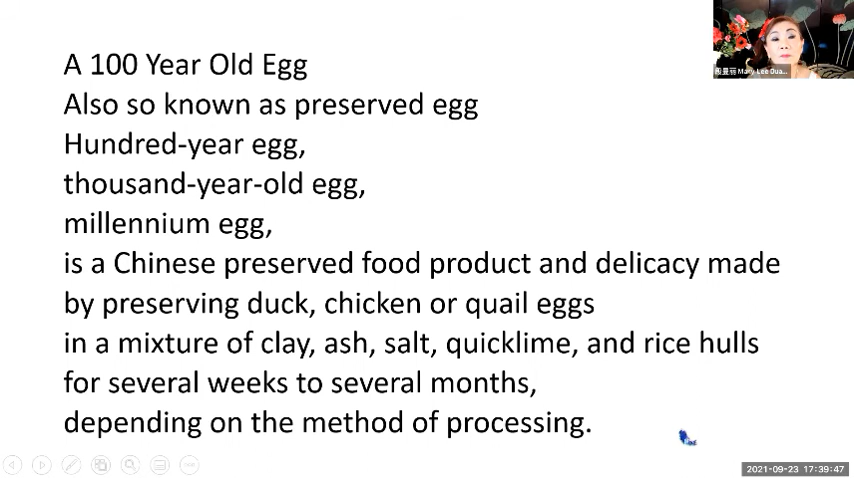 A 100 Year Old Egg
Also so known as preserved egg
Hundred-year egg,
thousand-year-old egg,
millennium egg,
is a Chinese preserved food product and delicacy made
by preserving duck, chicken or quail eggs
in a mixture of clay, ash, salt, quicklime, and rice hulls
for several weeks to several months,
depending on the method of processing.
曼丽 Mary Lee Dua...
2021-09-23 17:39:47